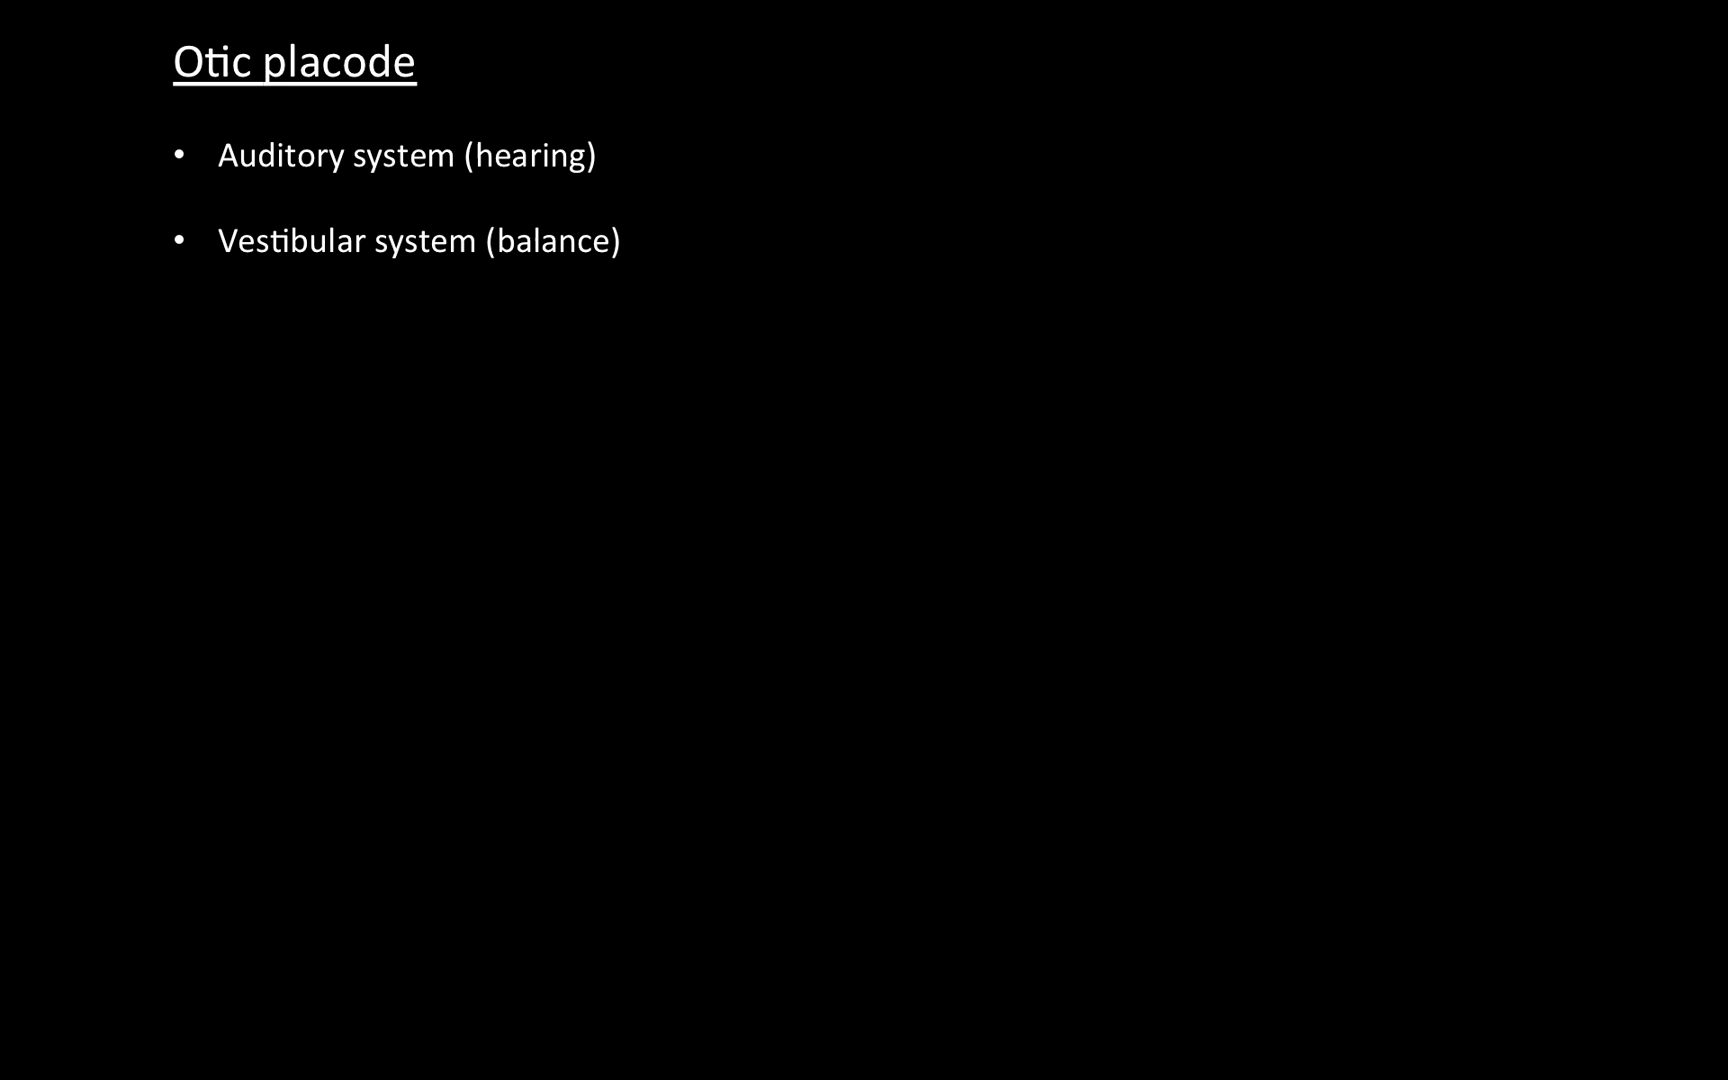 Otic placode
• Auditory system (hearing)
• Vestibular system (balance)